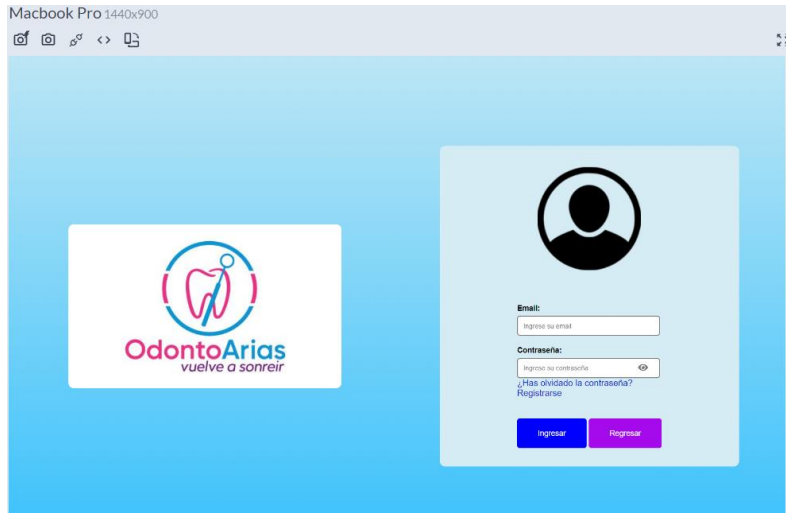 Macbook Pro 1440x900
OdontoArias
vuelve a sonreir
Email:
Ingrese su email
Contraseña:
Ingrese su contraseña
¿Has olvidado la contraseña?
Registrarse
Ingresar Regresar